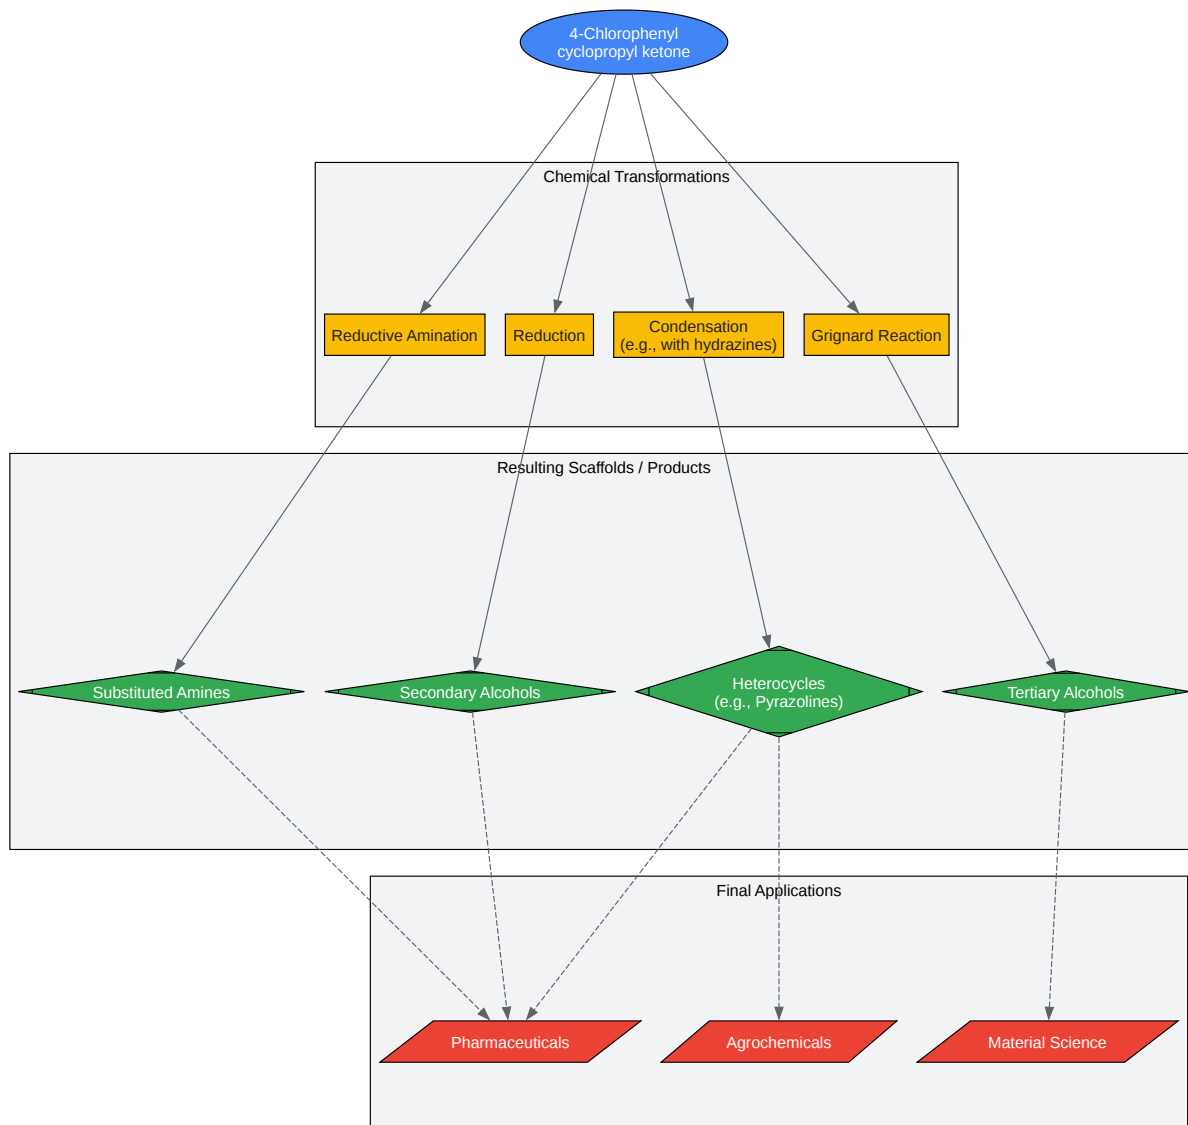 4-Chlorophenyl
cyclopropyl ketone
Chemical Transformations
Reductive Amination
Reduction
Condensation
(e.g., with hydrazines)
Grignard Reaction
Resulting Scaffolds / Products
Substituted Amines
Secondary Alcohols
Heterocycles
(e.g., Pyrazolines)
Tertiary Alcohols
Final Applications
Pharmaceuticals
Agrochemicals
Material Science